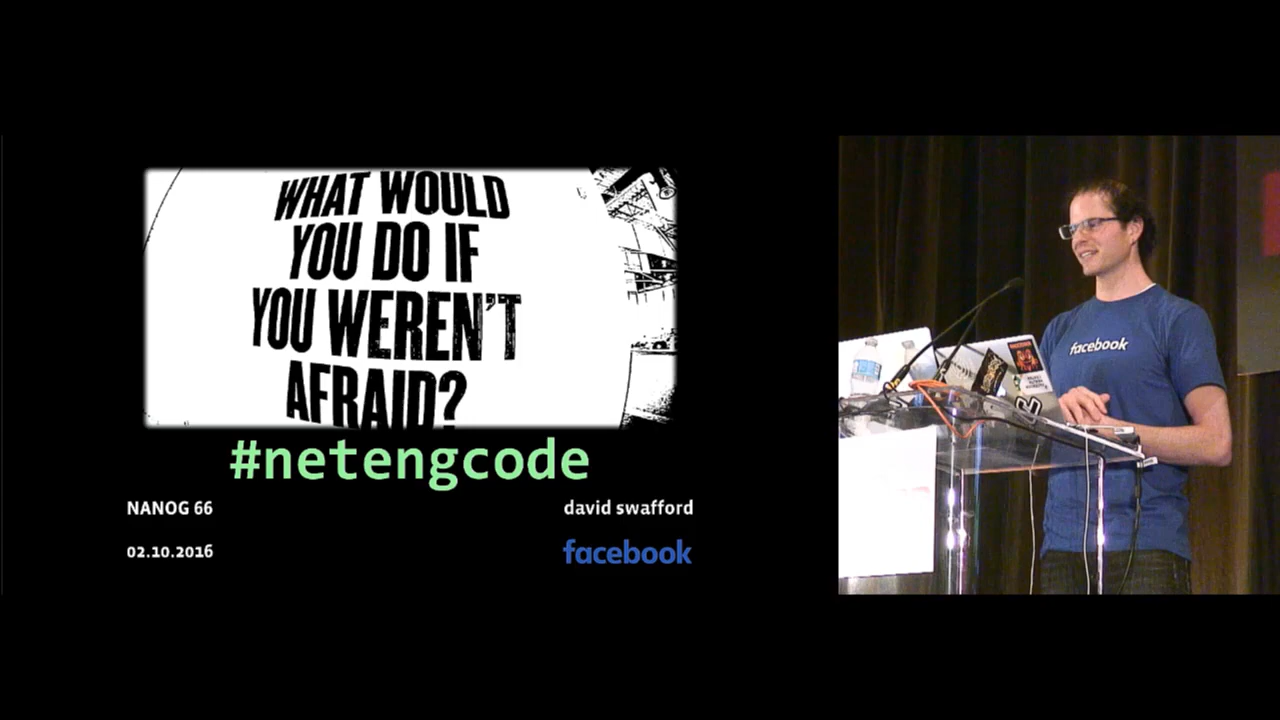 WHAT WOULD
YOU DO IF
YOU WEREN'T
AFRAID?
#netengcode
NANOG 66
david swafford
02.10.2016
facebook
facebook